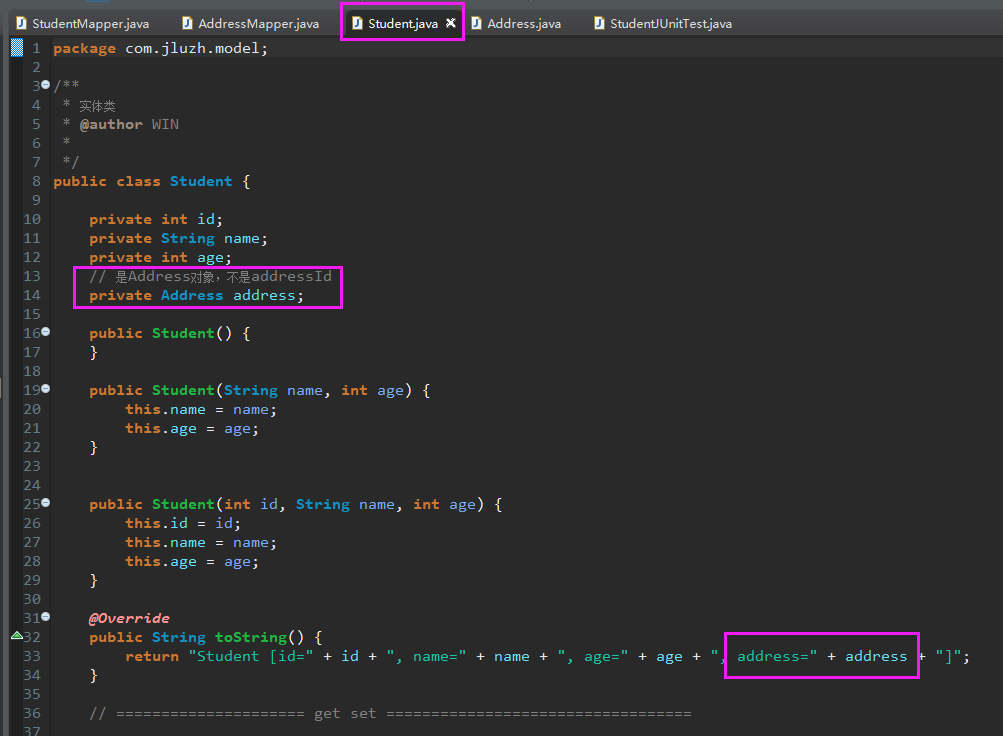 StudentMapper.java AddressMapper.java Student.java Address.java StudentJUnitTest.java
1 package com.jluzh.model;
2
3 /**
4  * 实体类
5  * @author WIN
6  *
7  */
8 public class Student {
9
10     private int id;
11     private String name;
12     private int age;
13     // 是Address对象，不是addressId
14     private Address address;
15
16     public Student() {
17     }
18
19     public Student(String name, int age) {
20         this.name = name;
21         this.age = age;
22     }
23
24
25     public Student(int id, String name, int age) {
26         this.id = id;
27         this.name = name;
28         this.age = age;
29     }
30
31     @Override
32     public String toString() {
33         return "Student [id=" + id + ", name=" + name + ", age=" + age + ", address=" + address + "]";
34     }
35
36     // ===================== get set ==================================
37